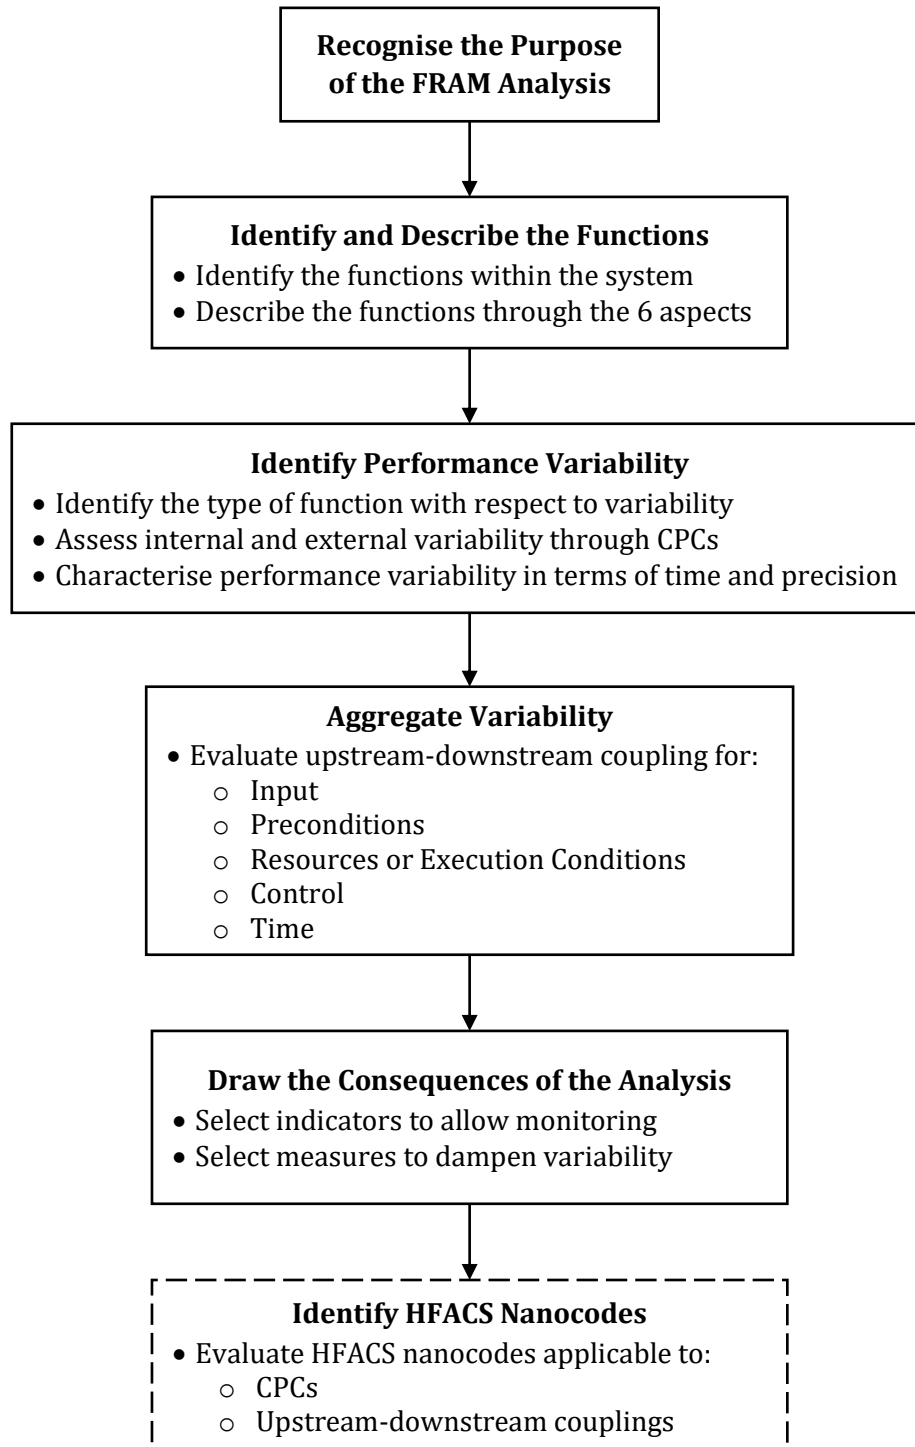 Recognise the Purpose
of the FRAM Analysis
Identify and Describe the Functions
• Identify the functions within the system
• Describe the functions through the 6 aspects
Identify Performance Variability
• Identify the type of function with respect to variability
• Assess internal and external variability through CPCs
• Characterise performance variability in terms of time and precision
Aggregate Variability
• Evaluate upstream-downstream coupling for:
o Input
o Preconditions
o Resources or Execution Conditions
o Control
o Time
Draw the Consequences of the Analysis
• Select indicators to allow monitoring
• Select measures to dampen variability
Identify HFACS Nanocodes
• Evaluate HFACS nanocodes applicable to:
o CPCs
o Upstream-downstream couplings